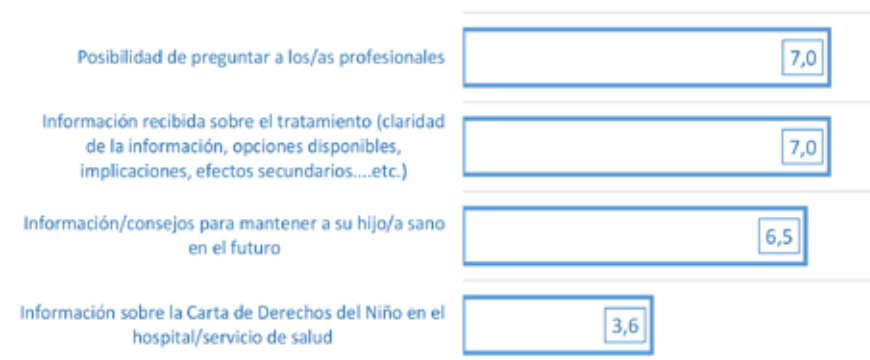 Posibilidad de preguntar a los/as profesionales
7,0
Información recibida sobre el tratamiento (claridad
de la información, opciones disponibles,
implicaciones, efectos secundarios....etc.)
7,0
Información/consejos para mantener a su hijo/a sano
en el futuro
6,5
Información sobre la Carta de Derechos del Niño en el
hospital/servicio de salud
3,6